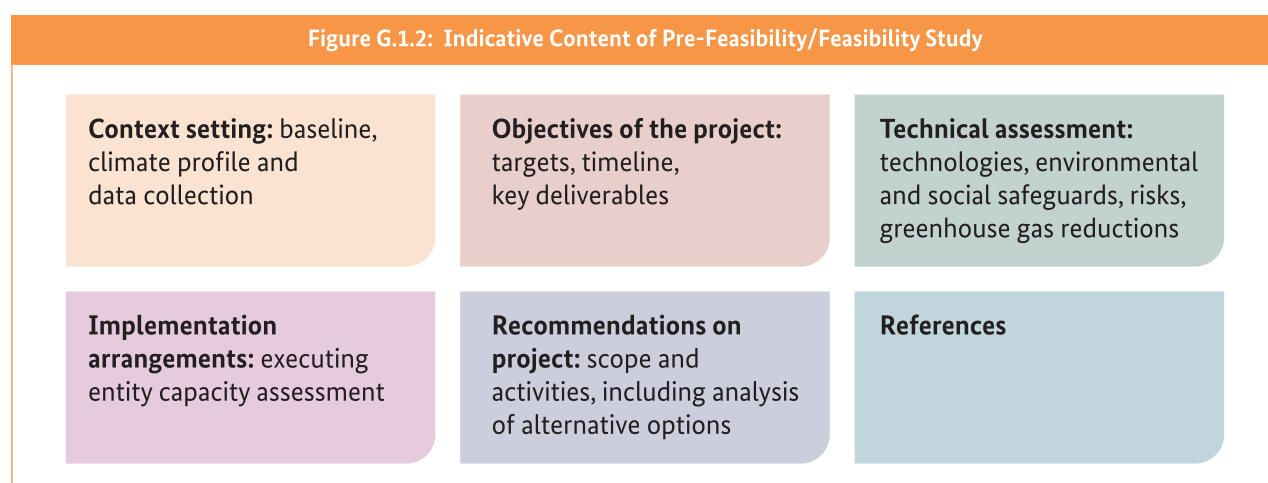 Figure G.1.2: Indicative Content of Pre-Feasibility/Feasibility Study
Context setting: baseline,
climate profile and
data collection
Objectives of the project:
targets, timeline,
key deliverables
Technical assessment:
technologies, environmental
and social safeguards, risks,
greenhouse gas reductions
Implementation
arrangements: executing
entity capacity assessment
Recommendations on
project: scope and
activities, including analysis
of alternative options
References